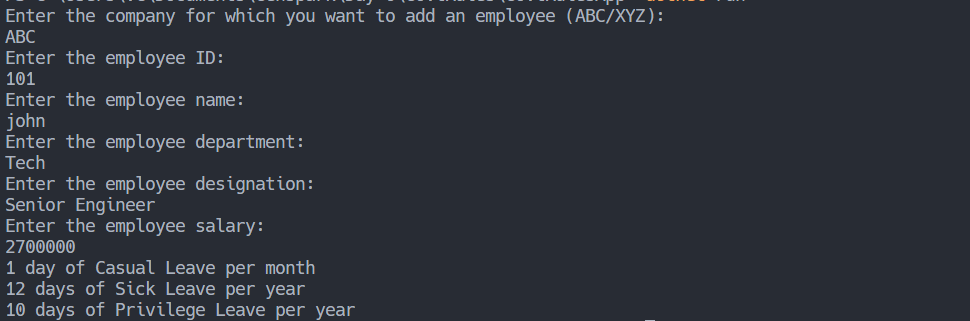 Enter the company for which you want to add an employee (ABC/XYZ):
ABC
Enter the employee ID:
101
Enter the employee name:
john
Enter the employee department:
Tech
Enter the employee designation:
Senior Engineer
Enter the employee salary:
2700000
1 day of Casual Leave per month
12 days of Sick Leave per year
10 days of Privilege Leave per year